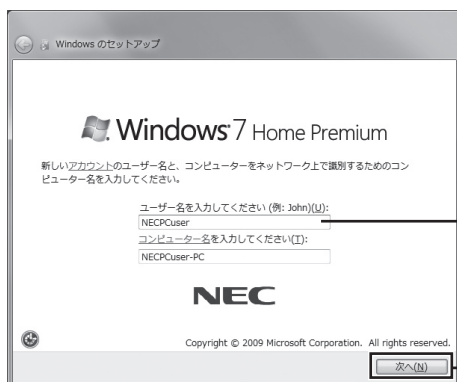 Windows のセットアップ
Windows 7 Home Premium
新しいアカウントのユーザー名と、コンピューターをネットワーク上で識別するためのコン
ピューター名を入力してください。
ユーザー名を入力してください (例: John)(U):
NECPCuser
コンピューター名を入力してください(T):
NECPCuser-PC
NEC
Copyright © 2009 Microsoft Corporation. All rights reserved.
次へ(N)